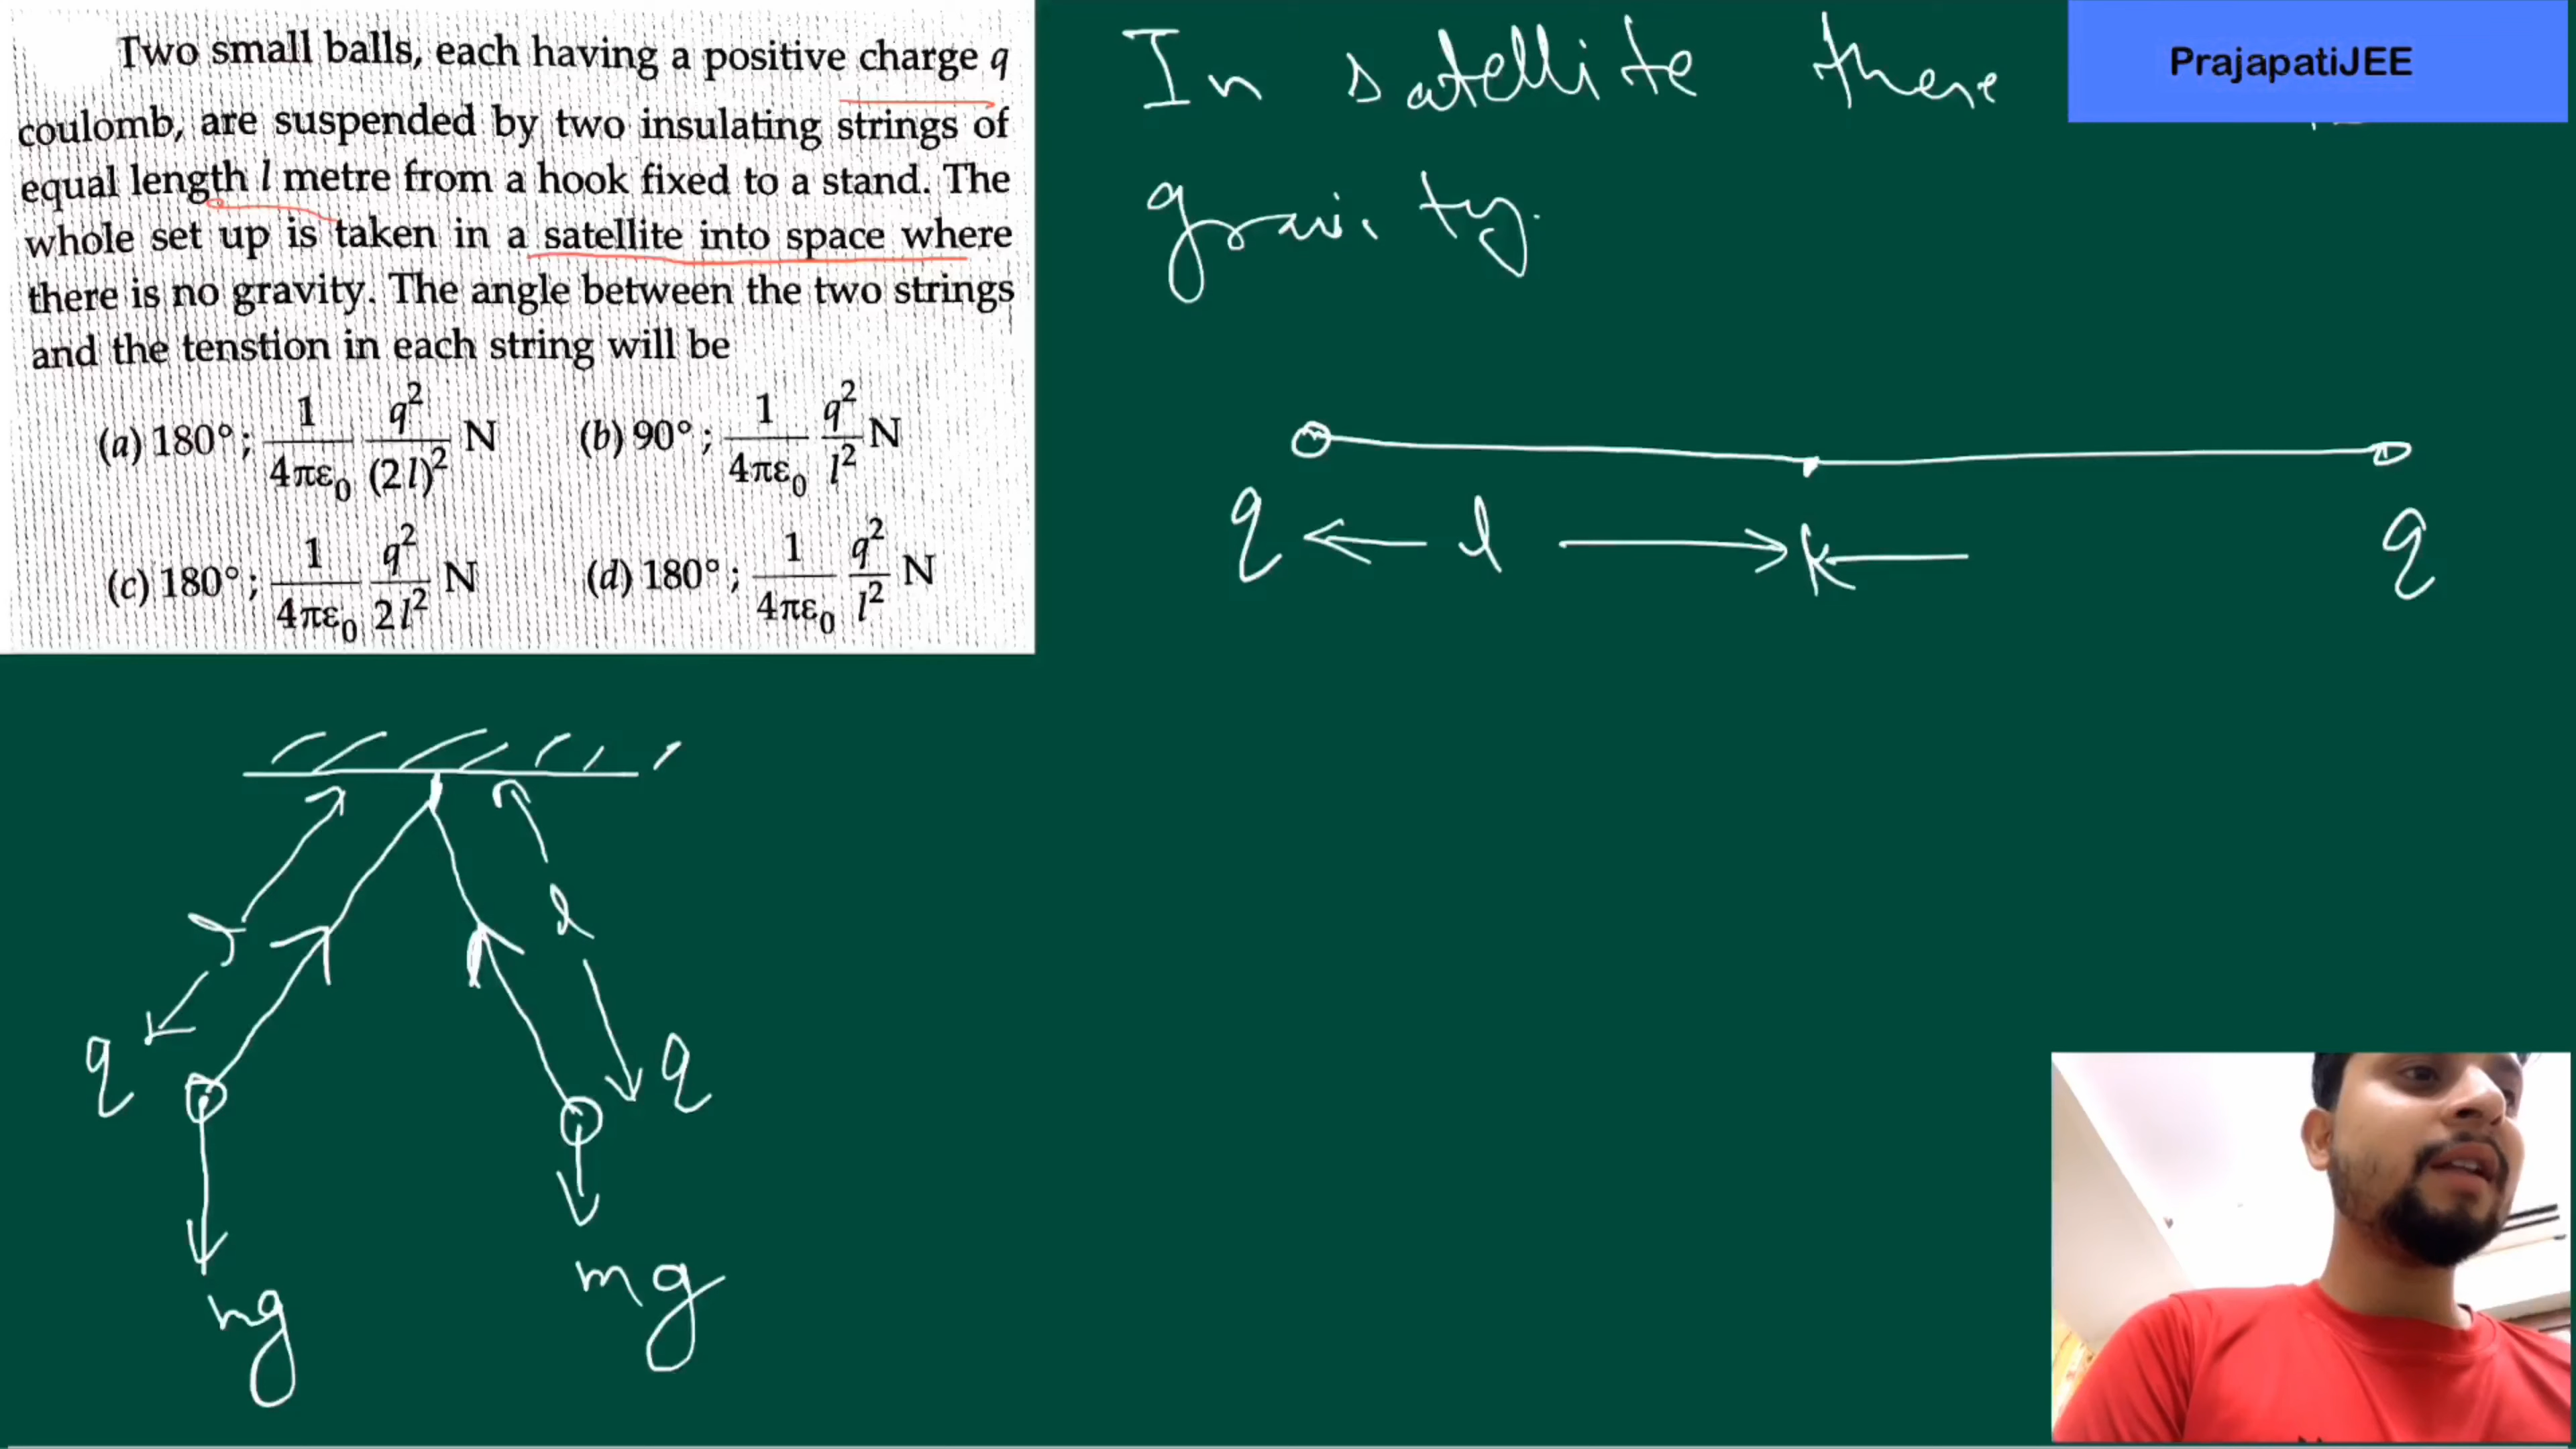 Two small balls, each having a positive charge q
coulomb, are suspended by two insulating strings of
equal length l metre from a hook fixed to a stand. The
whole set up is taken in a satellite into space where
there is no gravity. The angle between the two strings
and the tenstion in each string will be
(a) 180°; 1/4πε₀ q²/(2l)² N (b) 90°; 1/4πε₀ q²/l² N
(c) 180°; 1/4πε₀ q²/2l² N (d) 180°; 1/4πε₀ q²/l² N
PrajapatiJEE
In satellite there
gravity.
q l q
l l
q q
mg mg